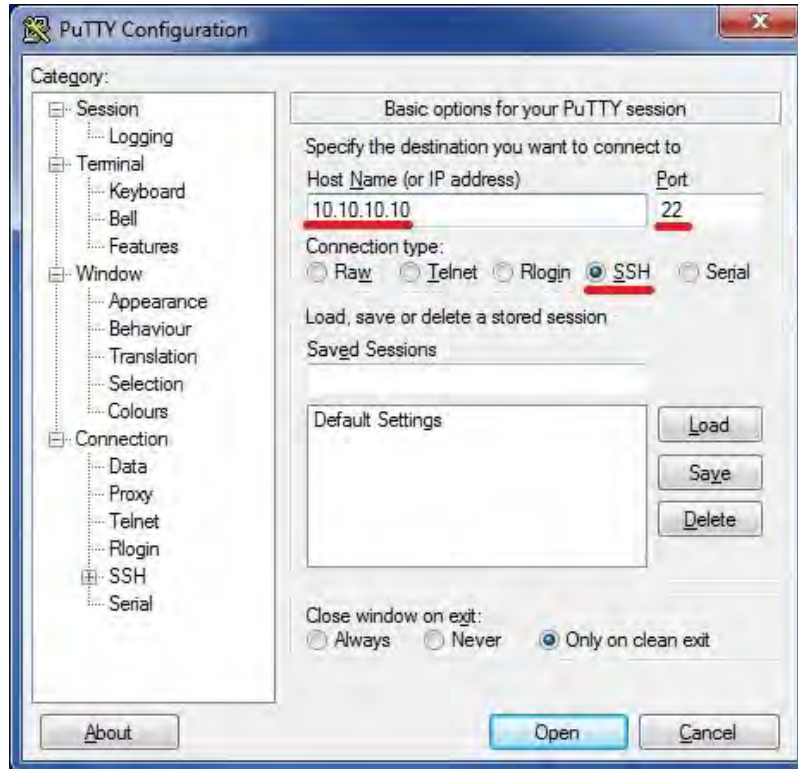 PuTTY Configuration
Category:
Session
Logging
Terminal
Keyboard
Bell
Features
Window
Appearance
Behaviour
Translation
Selection
Colours
Connection
Data
Proxy
Telnet
Rlogin
SSH
Serial
Basic options for your PuTTY session
Specify the destination you want to connect to
Host Name (or IP address) Port
10.10.10.10 22
Connection type:
Raw Telnet Rlogin SSH Serial
Load, save or delete a stored session
Saved Sessions
Default Settings
Load
Save
Delete
Close window on exit:
Always Never Only on clean exit
About Open Cancel